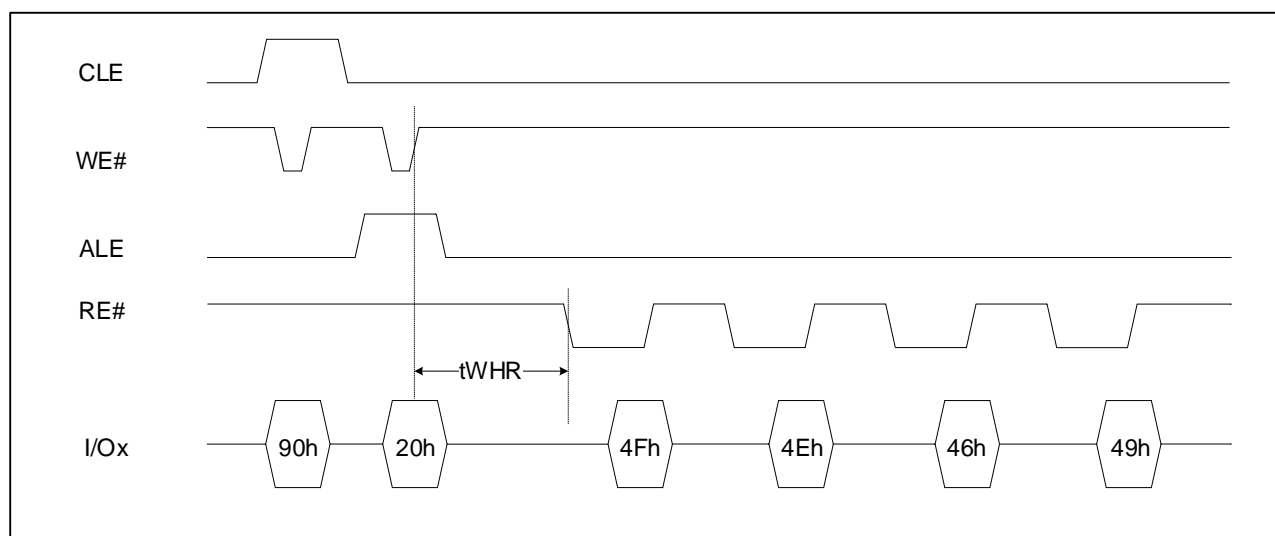 CLE
WE#
ALE
RE#
tWHR
I/Ox 90h 20h 4Fh 4Eh 46h 49h